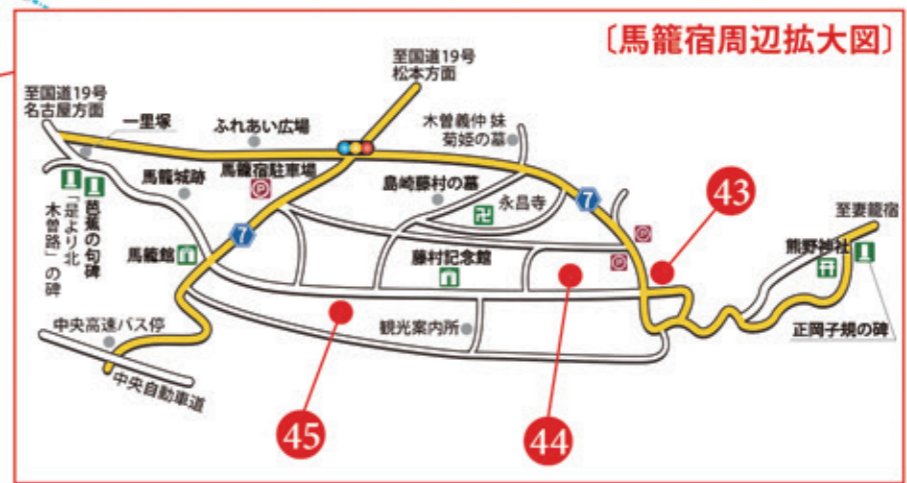 〔馬籠宿周辺拡大図〕
至国道19号
松本方面
至国道19号
名古屋方面
一里塚
ふれあい広場
木曽義仲 妹
菊姫の墓
馬籠城跡
馬籠宿駐車場
P
島崎藤村の墓
永昌寺
7
43
至妻籠宿
芭蕉の句碑
「是より北
木曽路」の碑
馬籠館
7
藤村記念館
P
P
熊野神社
正岡子規の碑
中央高速バス停
観光案内所
中央自動車道
45
44